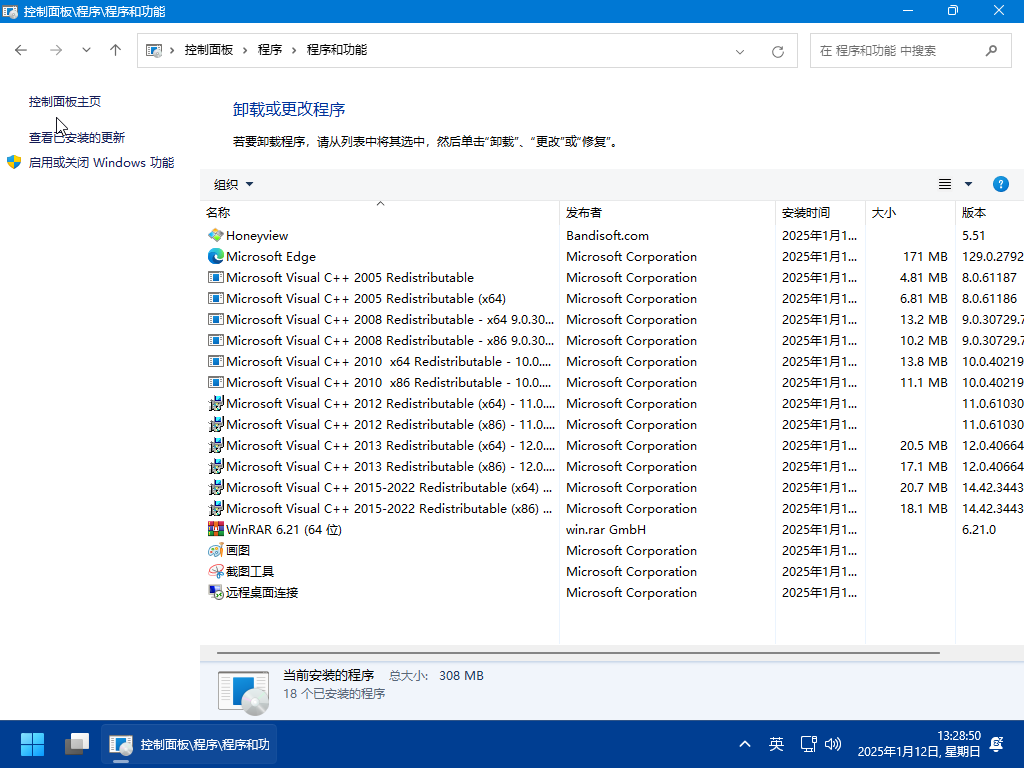 控制面板\程序\程序和功能
控制面板 › 程序 › 程序和功能
在 程序和功能 中搜索
控制面板主页
查看已安装的更新
启用或关闭 Windows 功能
卸载或更改程序
若要卸载程序，请从列表中将其选中，然后单击“卸载”、“更改”或“修复”。
组织
名称 发布者 安装时间 大小 版本
Honeyview Bandisoft.com 2025年1月1... 5.51
Microsoft Edge Microsoft Corporation 2025年1月1... 171 MB 129.0.2792
Microsoft Visual C++ 2005 Redistributable Microsoft Corporation 2025年1月1... 4.81 MB 8.0.61187
Microsoft Visual C++ 2005 Redistributable (x64) Microsoft Corporation 2025年1月1... 6.81 MB 8.0.61186
Microsoft Visual C++ 2008 Redistributable - x64 9.0.30... Microsoft Corporation 2025年1月1... 13.2 MB 9.0.30729.7
Microsoft Visual C++ 2008 Redistributable - x86 9.0.30... Microsoft Corporation 2025年1月1... 10.2 MB 9.0.30729.7
Microsoft Visual C++ 2010 x64 Redistributable - 10.0.... Microsoft Corporation 2025年1月1... 13.8 MB 10.0.40219
Microsoft Visual C++ 2010 x86 Redistributable - 10.0.... Microsoft Corporation 2025年1月1... 11.1 MB 10.0.40219
Microsoft Visual C++ 2012 Redistributable (x64) - 11.0.... Microsoft Corporation 2025年1月1... 11.0.61030
Microsoft Visual C++ 2012 Redistributable (x86) - 11.0.... Microsoft Corporation 2025年1月1... 11.0.61030
Microsoft Visual C++ 2013 Redistributable (x64) - 12.0.... Microsoft Corporation 2025年1月1... 20.5 MB 12.0.40664
Microsoft Visual C++ 2013 Redistributable (x86) - 12.0.... Microsoft Corporation 2025年1月1... 17.1 MB 12.0.40664
Microsoft Visual C++ 2015-2022 Redistributable (x64) ... Microsoft Corporation 2025年1月1... 20.7 MB 14.42.3443
Microsoft Visual C++ 2015-2022 Redistributable (x86) ... Microsoft Corporation 2025年1月1... 18.1 MB 14.42.3443
WinRAR 6.21 (64 位) win.rar GmbH 2025年1月1... 6.21.0
画图 Microsoft Corporation 2025年1月1...
截图工具 Microsoft Corporation 2025年1月1...
远程桌面连接 Microsoft Corporation 2025年1月1...
当前安装的程序 总大小: 308 MB
18 个已安装的程序
控制面板\程序\程序和功ï
英
13:28:50
2025年1月12日, 星期日